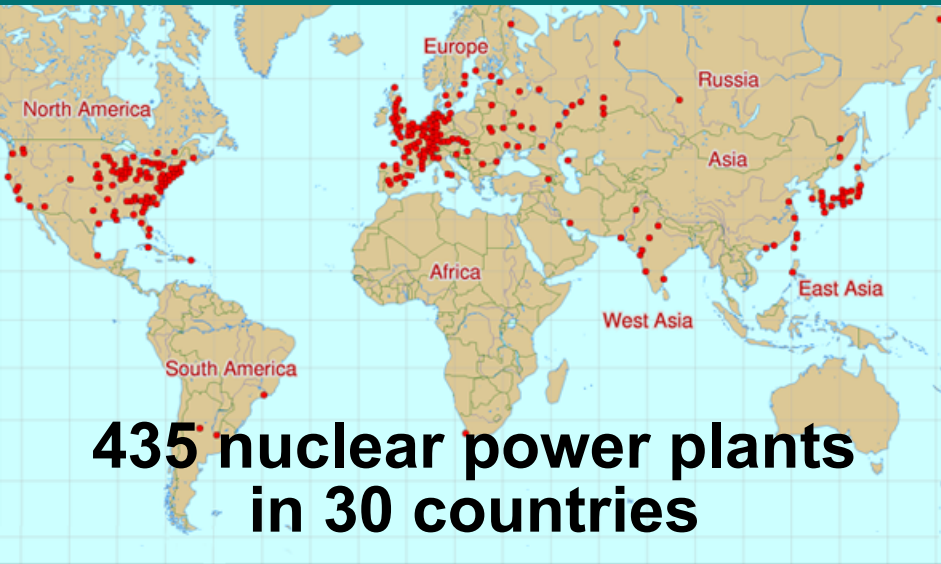 Europe
Russia
North America
Asia
Africa
East Asia
West Asia
South America
435 nuclear power plants
in 30 countries